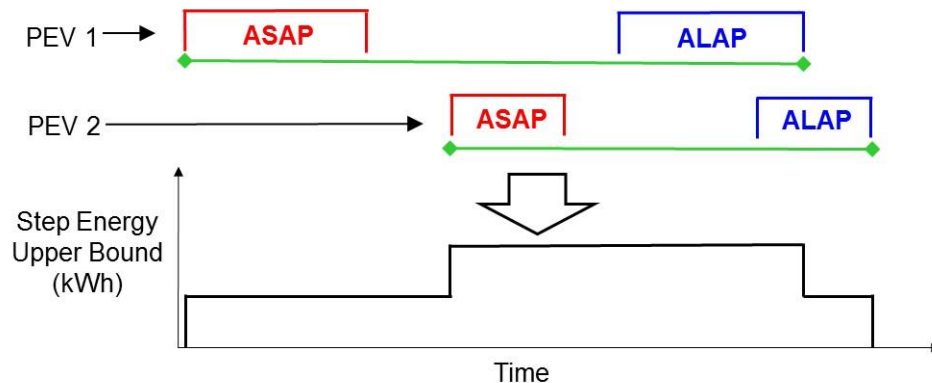 PEV 1
ASAP
ALAP
PEV 2
ASAP
ALAP
Step Energy
Upper Bound
(kWh)
Time